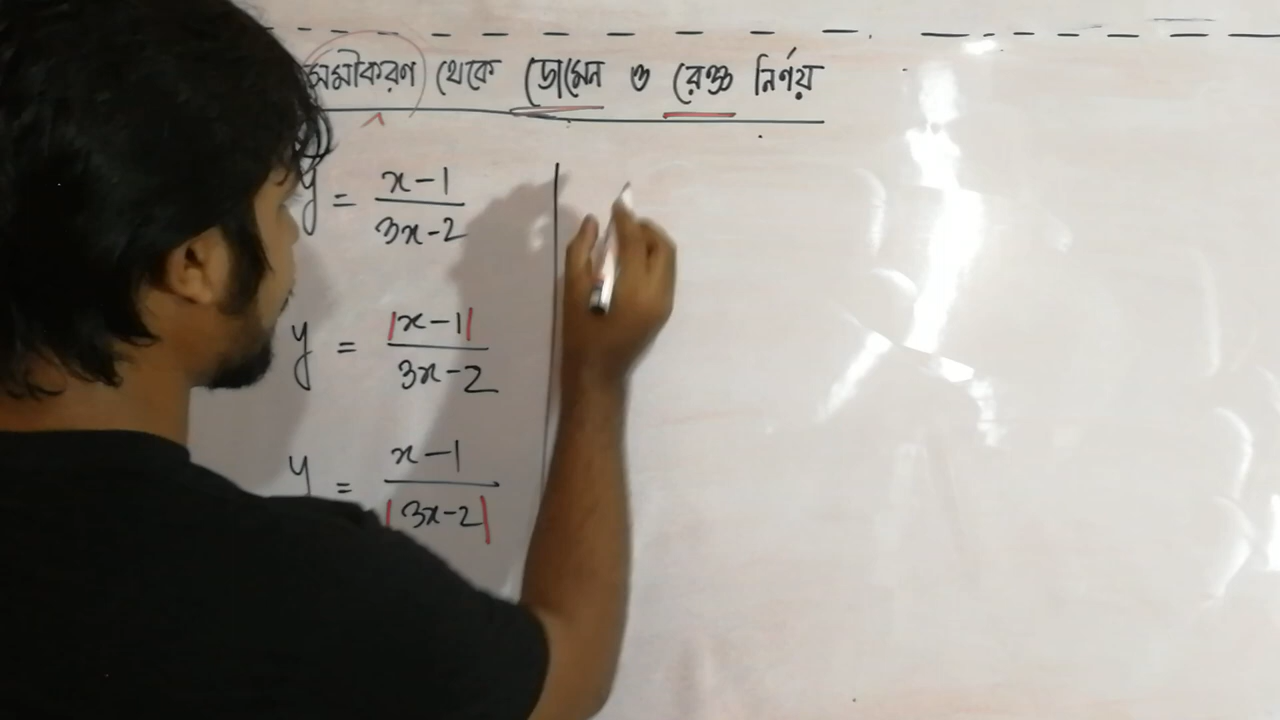 সমীকরণ থেকে ডোমেন ও রেঞ্জ নির্ণয়
y = x-1 / 3x-2
y = |x-1| / 3x-2
y = x-1 / |3x-2|